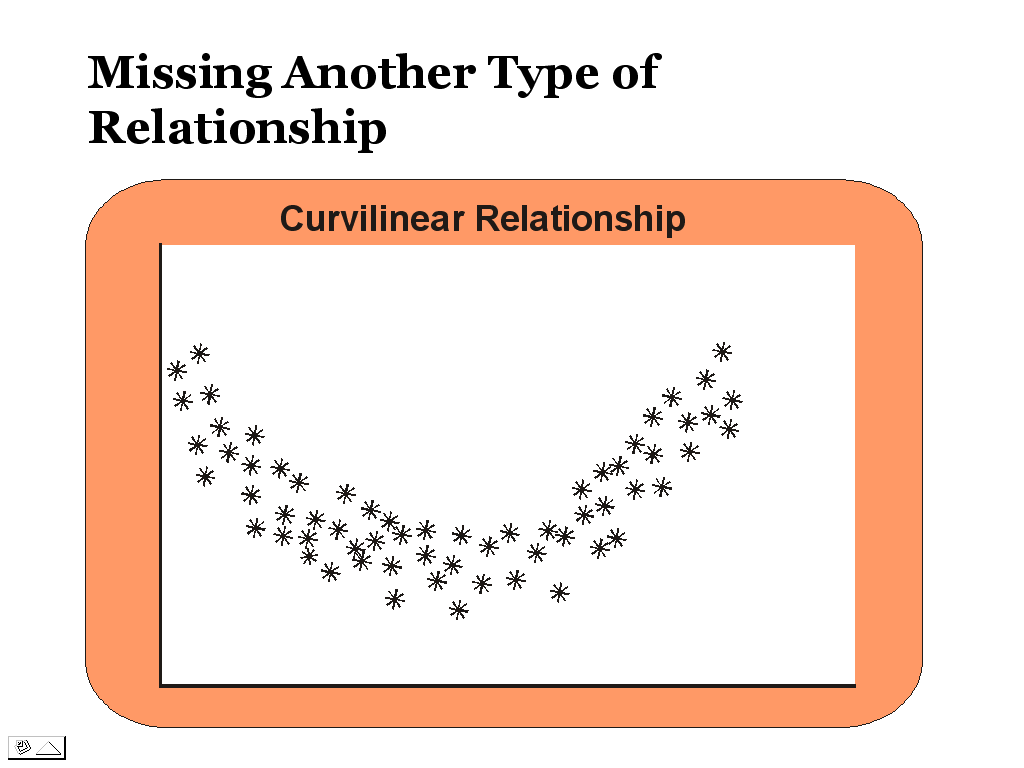 Missing Another Type of
Relationship
Curvilinear Relationship